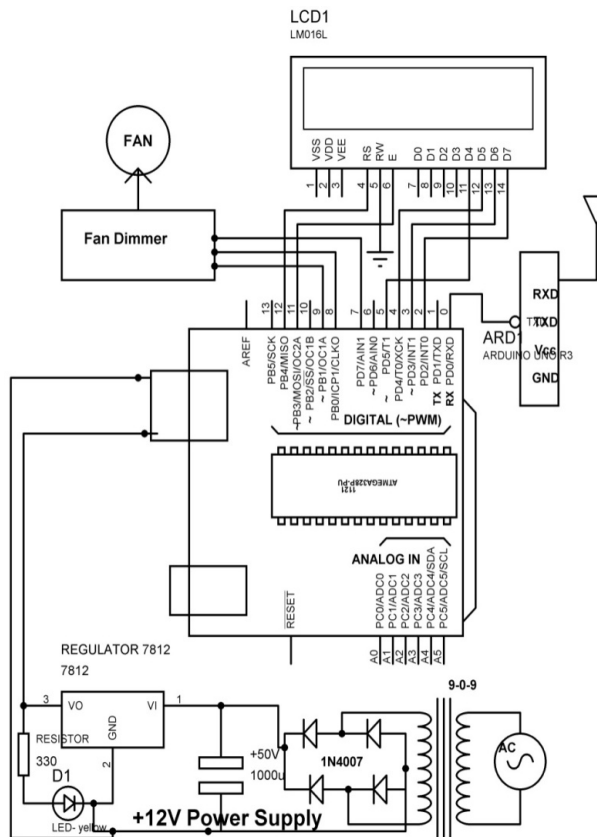 LCD1
LM016L
FAN
VSS
VDD
VEE
RS
RW
E
D0
D1
D2
D3
D4
D5
D6
D7
1
2
3
4
5
6
7
8
9
10
11
12
13
14
Fan Dimmer
RXD
TXD
Vcc
GND
ARD1
ARDUINO UNO R3
AREF
13
12
11
10
9
8
7
6
5
4
3
2
1
0
PB5/SCK
PB4/MISO
~PB3/MOSI/OC2A
~ PB2/SS/OC1B
~ PB1/OC1A
PB0/ICP1/CLKO
PD7/AIN1
~ PD6/AIN0
~ PD5/T1
PD4/T0/XCK
~ PD3/INT1
PD2/INT0
TX PD1/TXD
RX PD0/RXD
DIGITAL (~PWM)
1121
ATMEGA328P-PU
ANALOG IN
RESET
PC0/ADC0
PC1/ADC1
PC2/ADC2
PC3/ADC3
PC4/ADC4/SDA
PC5/ADC5/SCL
A0
A1
A2
A3
A4
A5
REGULATOR 7812
7812
3
VO
VI
1
GND
2
RESISTOR
330
D1
LED- yellow
+50V
1000u
1N4007
9-0-9
AC
+12V Power Supply